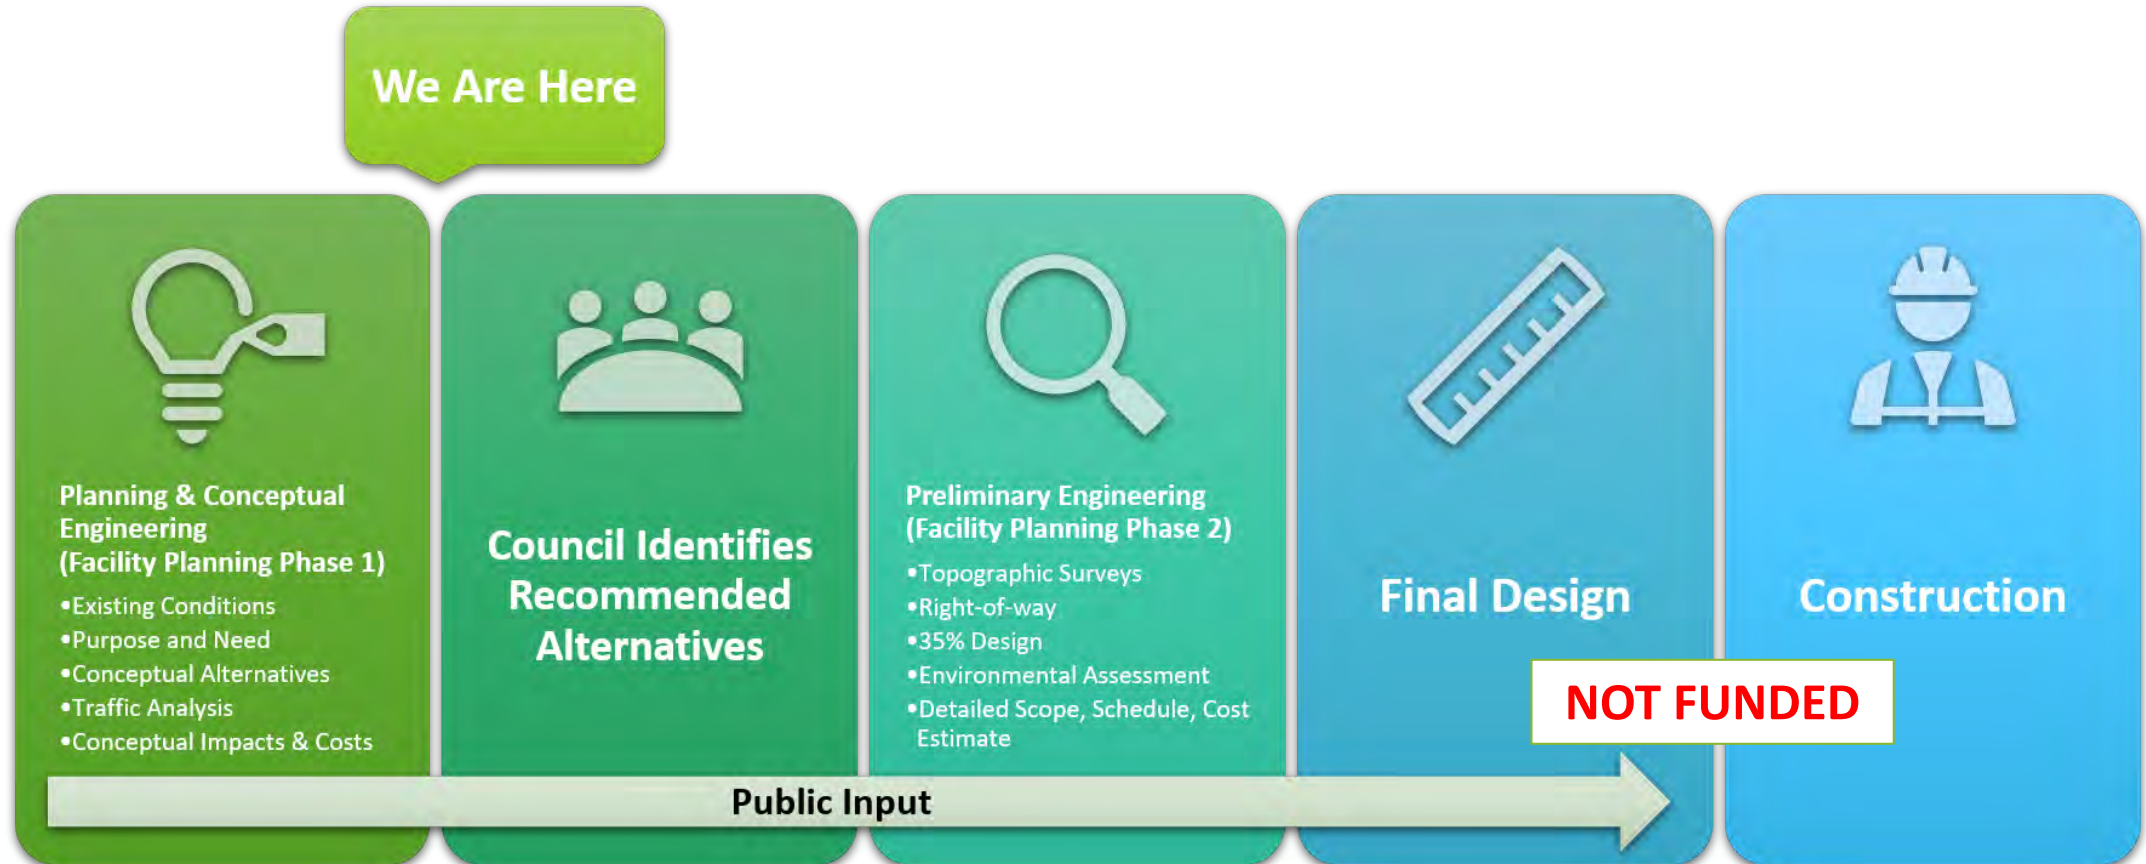 We Are Here
Planning & Conceptual
Engineering
(Facility Planning Phase 1)
•Existing Conditions
•Purpose and Need
•Conceptual Alternatives
•Traffic Analysis
•Conceptual Impacts & Costs
Council Identifies
Recommended
Alternatives
Preliminary Engineering
(Facility Planning Phase 2)
•Topographic Surveys
•Right-of-way
•35% Design
•Environmental Assessment
•Detailed Scope, Schedule, Cost
Estimate
Final Design
Construction
NOT FUNDED
Public Input